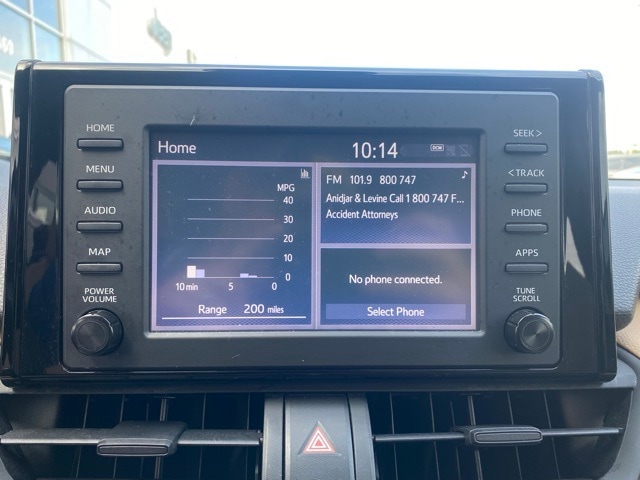 HOME
MENU
AUDIO
MAP
POWER
VOLUME
Home
10:14
DCM
MPG
40
30
20
10
0
10 min 5 0
Range 200 miles
FM 101.9 800 747
Anidjar & Levine Call 1 800 747 F...
Accident Attorneys
No phone connected.
Select Phone
SEEK >
< TRACK
PHONE
APPS
TUNE
SCROLL